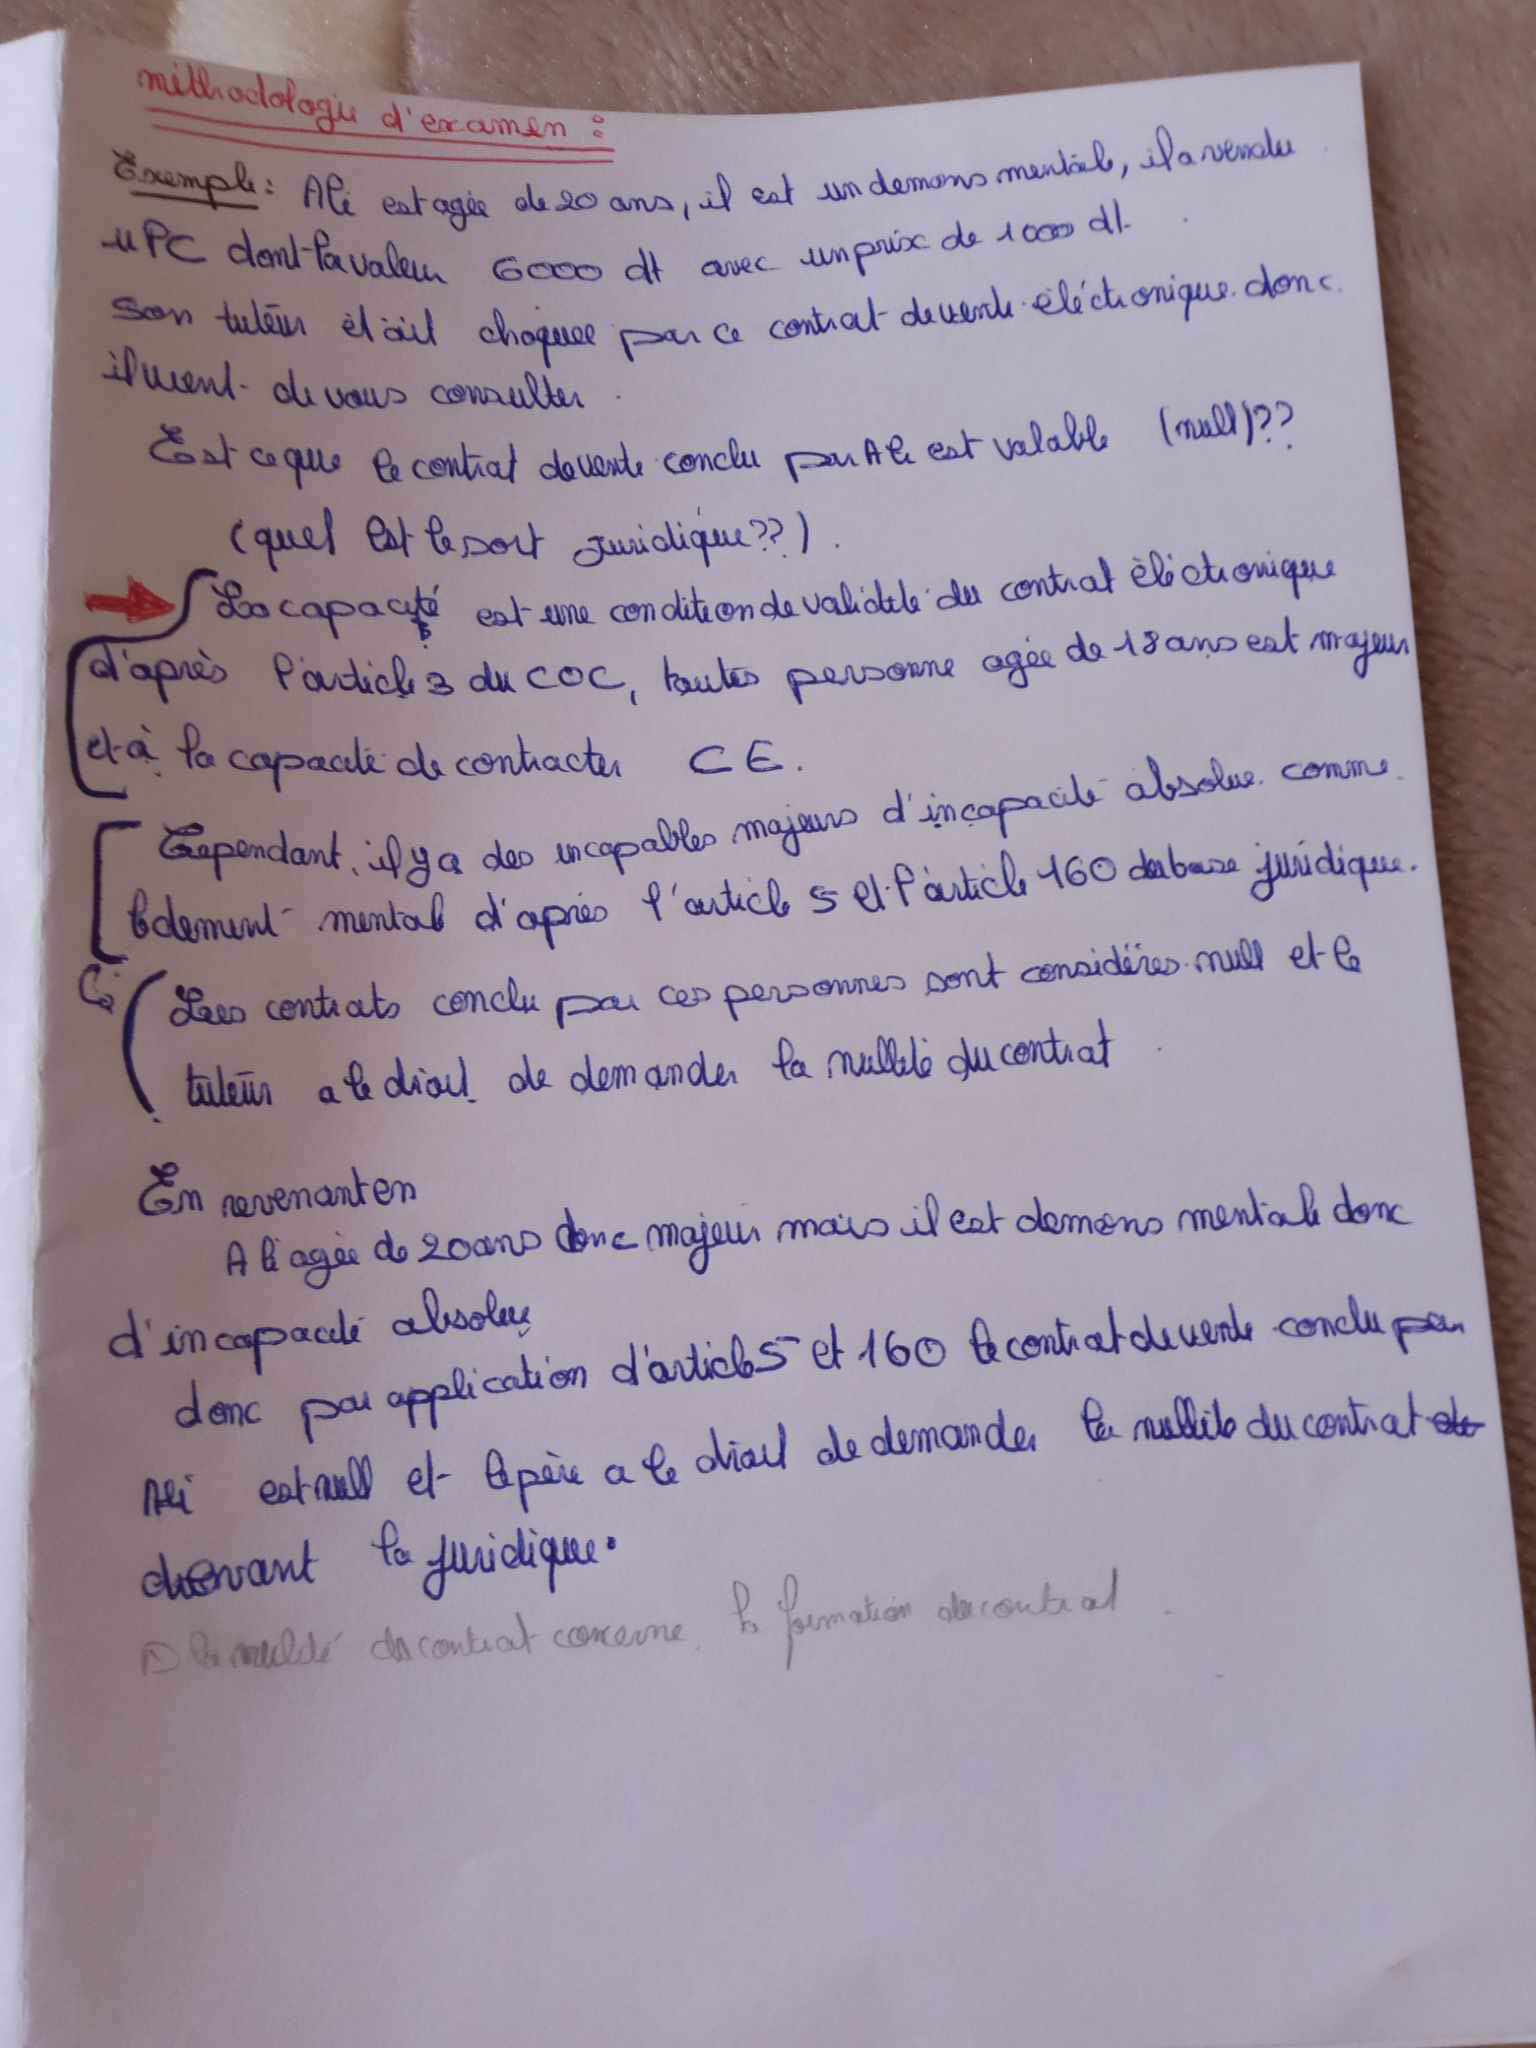 méthodologie d'examen :
Exemple : Ali est agée de 20 ans, il est un demons mentale, il a vendu
u PC dont la valeur 6000 dt avec un prix de 1000 dt.
Son tuteur était choquée par ce contrat de vente éléctronique. donc
il vient de vous consulter.
Est ce que le contrat de vente conclu par Ali est valable (null)??
(quel est le sort juridique??).
La capacité est une condition de validité du contrat éléctronique
d'après l'article 3 du COC, toutes personne agée de 18 ans est majeur
et à la capacité de contracter CE.
Cependant, il y a des incapables majeurs d'incapacité absolue comme
le dement mental d'après l'article 5 et l'article 160 du base juridique.
Les contrats conclu par ces personnes sont considéres null et le
tuteur a le droit de demander la nullité du contrat.
En revenant en
Ali agée de 20 ans donc majeur mais il est demons mentale donc
d'incapacité absolue
donc par application d'article 5 et 160 le contrat de vente conclu par
Ali est null et le père a le droit de demander la nullité du contrat de
devant la juridique.
la nullité du contrat concerne la formation du contrat.